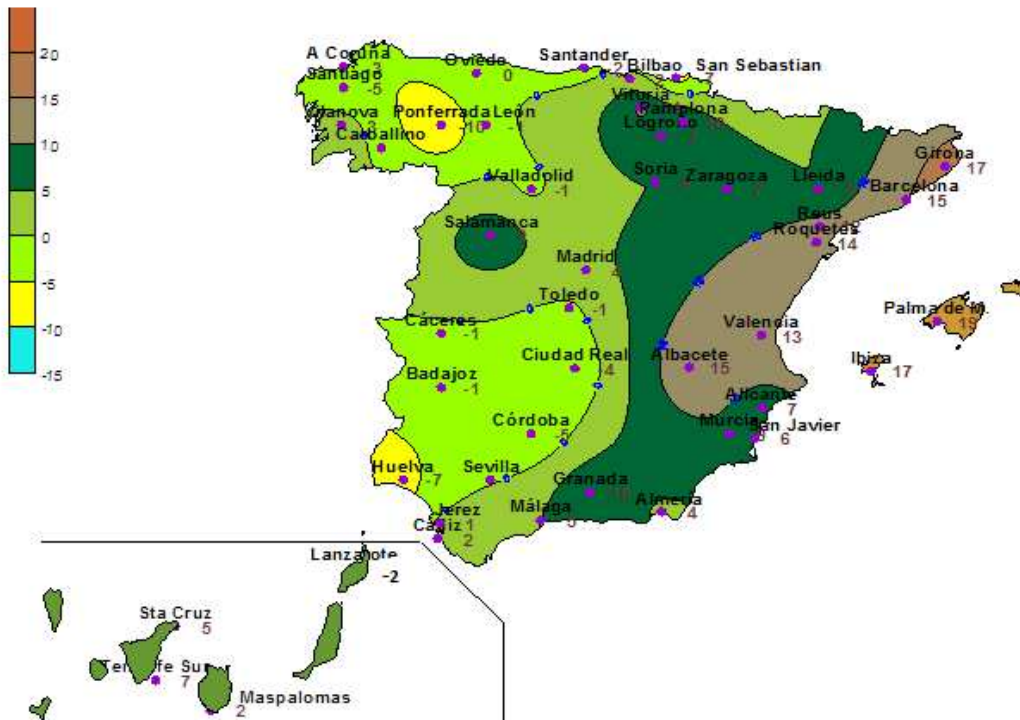 20
15
10
5
0
-5
-10
-15
A Coruña
Oviedo
0
Santander
Bilbao
San Sebastian
Santiago
-5
Vitoria
Pamplona
Ponferrada
León
Logroño
Carballino
Valladolid
-1
Soria
Zaragoza
Lleida
Girona
17
Barcelona
15
Salamanca
Reus
Roquetes
14
Madrid
4
Toledo
-1
Palma de M.
19
Cáceres
-1
Valencia
13
Ciudad Real
-4
Albacete
15
Ibiza
17
Badajoz
-1
Alicante
7
Córdoba
-5
Murcia
San Javier
6
Huelva
-7
Sevilla
Granada
Almería
4
Málaga
5
Jerez
1
Cádiz
2
Lanzarote
-2
Sta Cruz
5
Tenerife Sur
7
Maspalomas
2